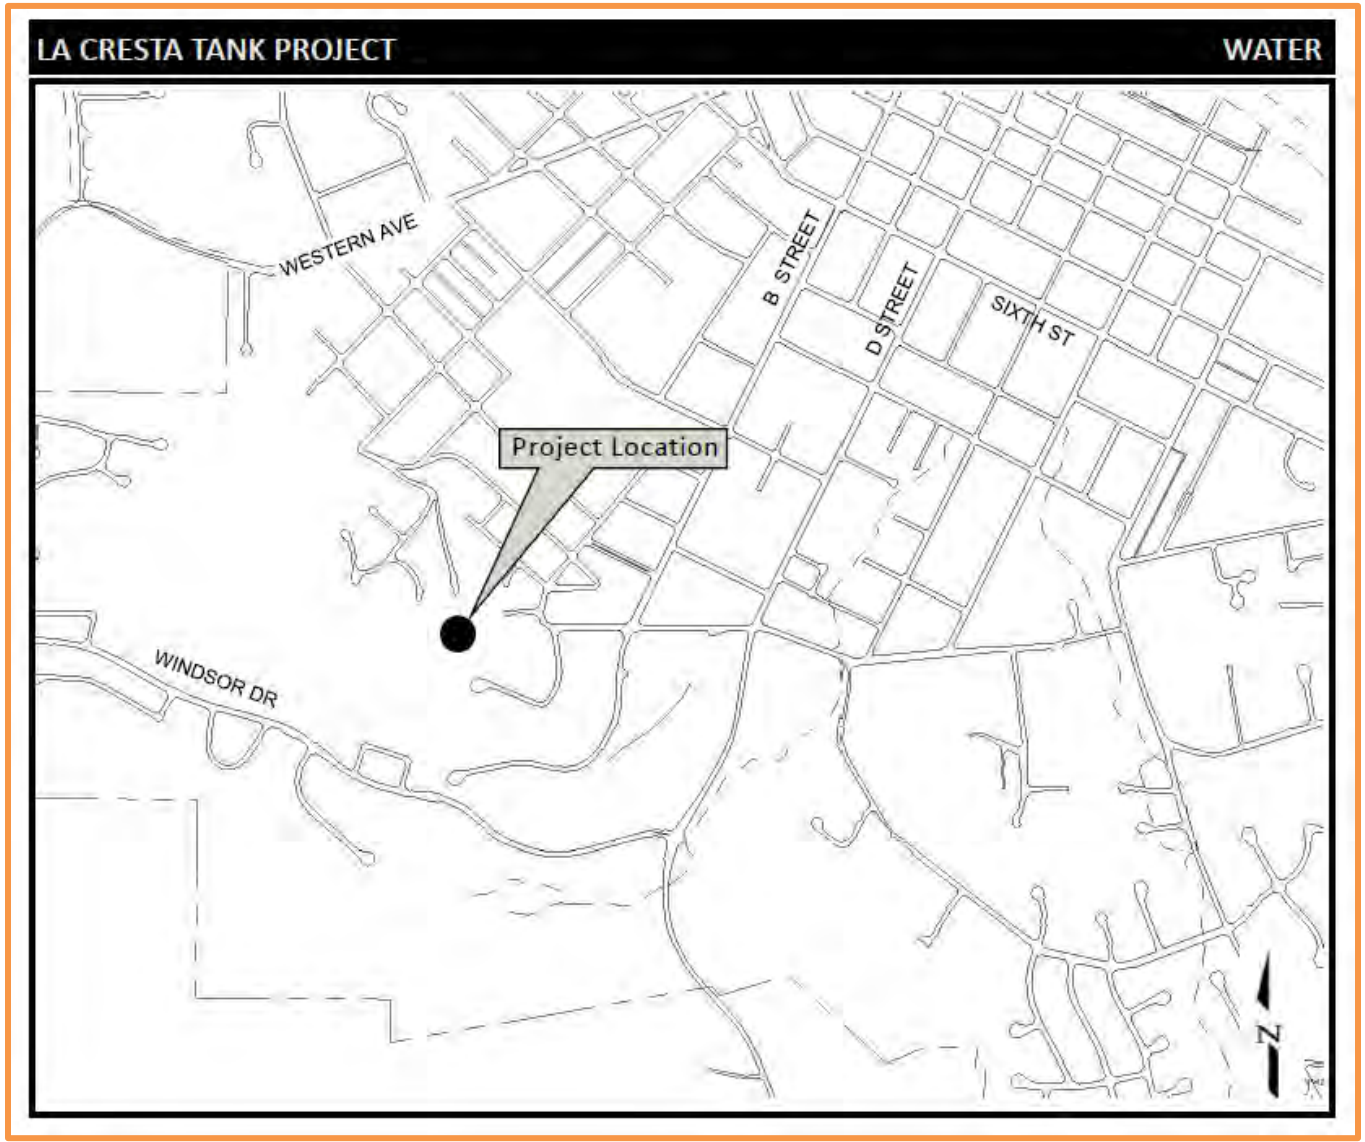 LA CRESTA TANK PROJECT
WATER
WESTERN AVE
B STREET
D STREET
SIXTH ST
Project Location
WINDSOR DR
N